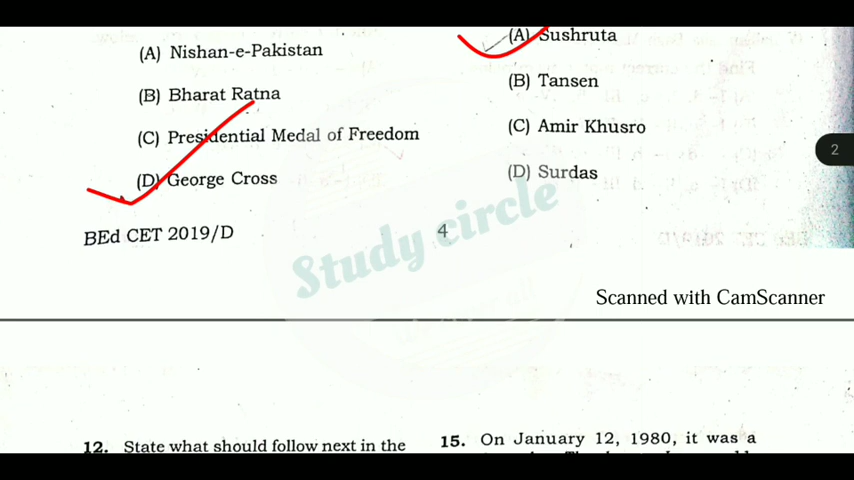 (A) Nishan-e-Pakistan
(B) Bharat Ratna
(C) Presidential Medal of Freedom
(D) George Cross
(A) Sushruta
(B) Tansen
(C) Amir Khusro
(D) Surdas
2
BEd CET 2019/D
4
Study circle
Scanned with CamScanner
12. State what should follow next in the
15. On January 12, 1980, it was a